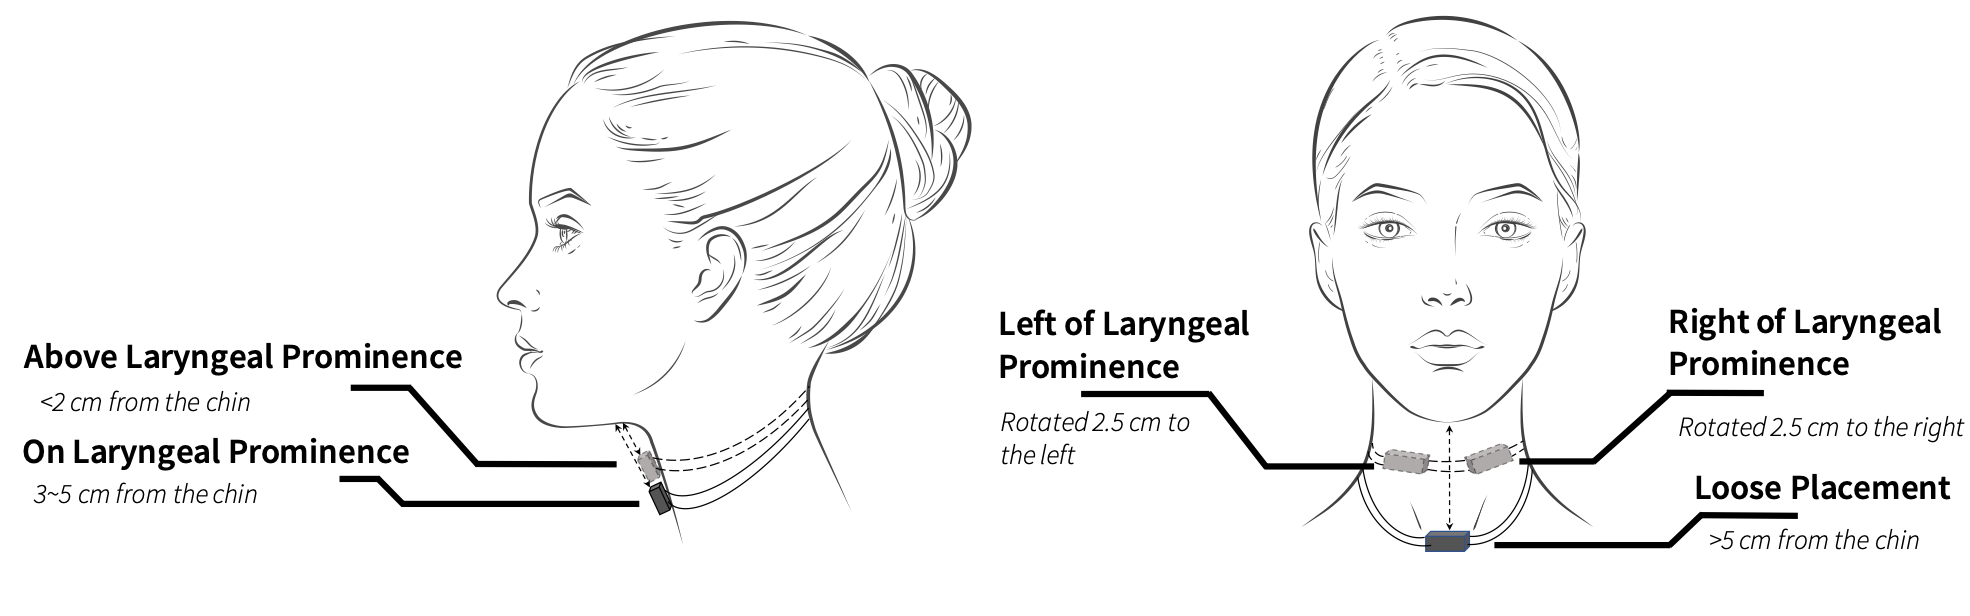 Above Laryngeal Prominence
<2 cm from the chin
On Laryngeal Prominence
3~5 cm from the chin
Left of Laryngeal
Prominence
Rotated 2.5 cm to
the left
Right of Laryngeal
Prominence
Rotated 2.5 cm to the right
Loose Placement
>5 cm from the chin